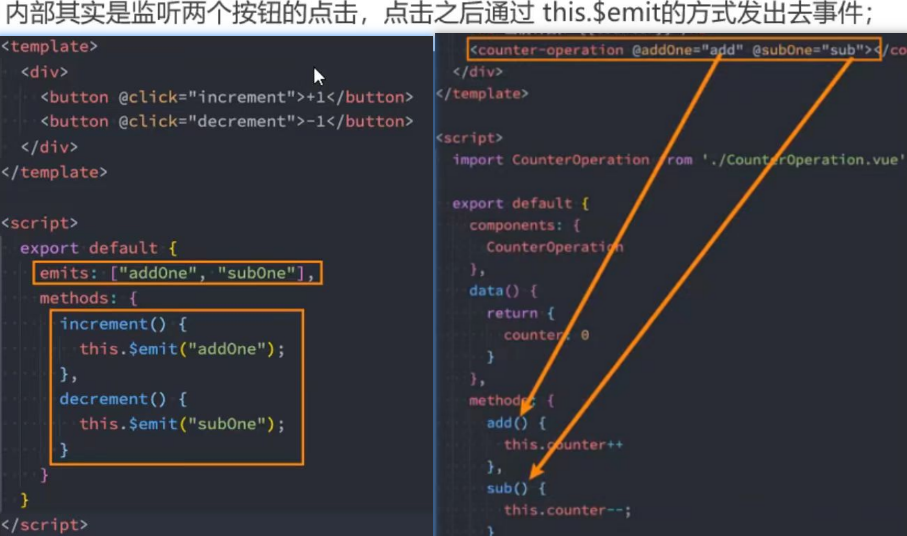 内部其实是监听两个按钮的点击，点击之后通过 this.$emit的方式发出去事件；
<template>
<div>
<button @click="increment">+1</button>
<button @click="decrement">-1</button>
</div>
</template>
<script>
export default {
emits: ["addOne", "subOne"],
methods: {
increment() {
this.$emit("addOne");
},
decrement() {
this.$emit("subOne");
}
}
}
</script>
<counter-operation @addOne="add" @subOne="sub"></co
</div>
</template>
<script>
import CounterOperation from './CounterOperation.vue'
export default {
components: {
CounterOperation
},
data() {
return {
counter: 0
}
},
methods: {
add() {
this.counter++
},
sub() {
this.counter--;
}